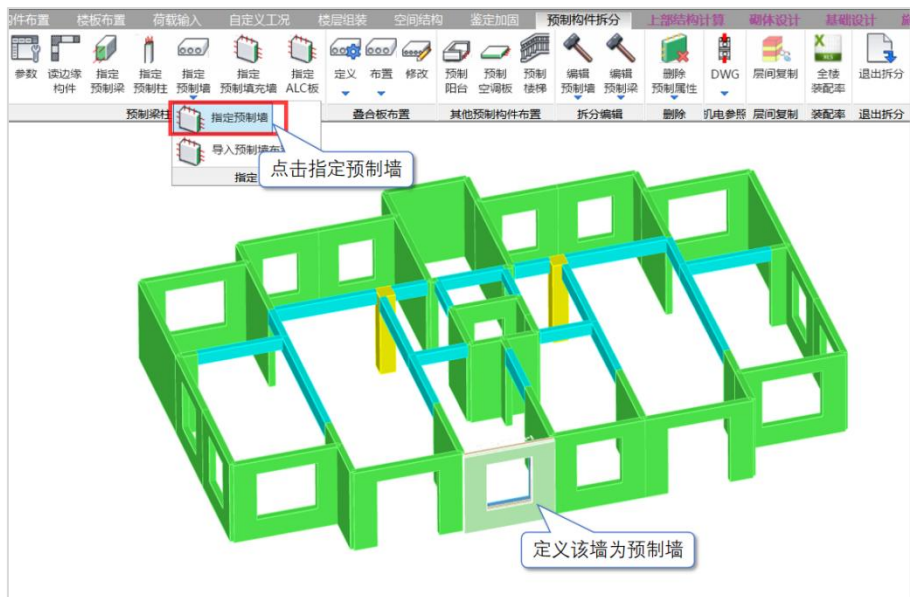 构件布置 楼板布置 荷载输入 自定义工况 楼层组装 空间结构 鉴定加固 预制构件拆分 上部结构计算 砌体设计 基础设计
参数 读边缘构件 指定预制梁 指定预制柱 指定预制墙 指定预制填充墙 指定ALC板 定义 布置 修改 预制阳台 预制空调板 预制楼梯 编辑预制墙 编辑预制梁 删除预制属性 DWG 层间复制 全楼装配率 退出拆分
预制梁柱 叠合板布置 其他预制构件布置 拆分编辑 删除 机电参照 层间复制 装配率 退出拆分
指定预制墙
导入预制墙布
指定
点击指定预制墙
定义该墙为预制墙